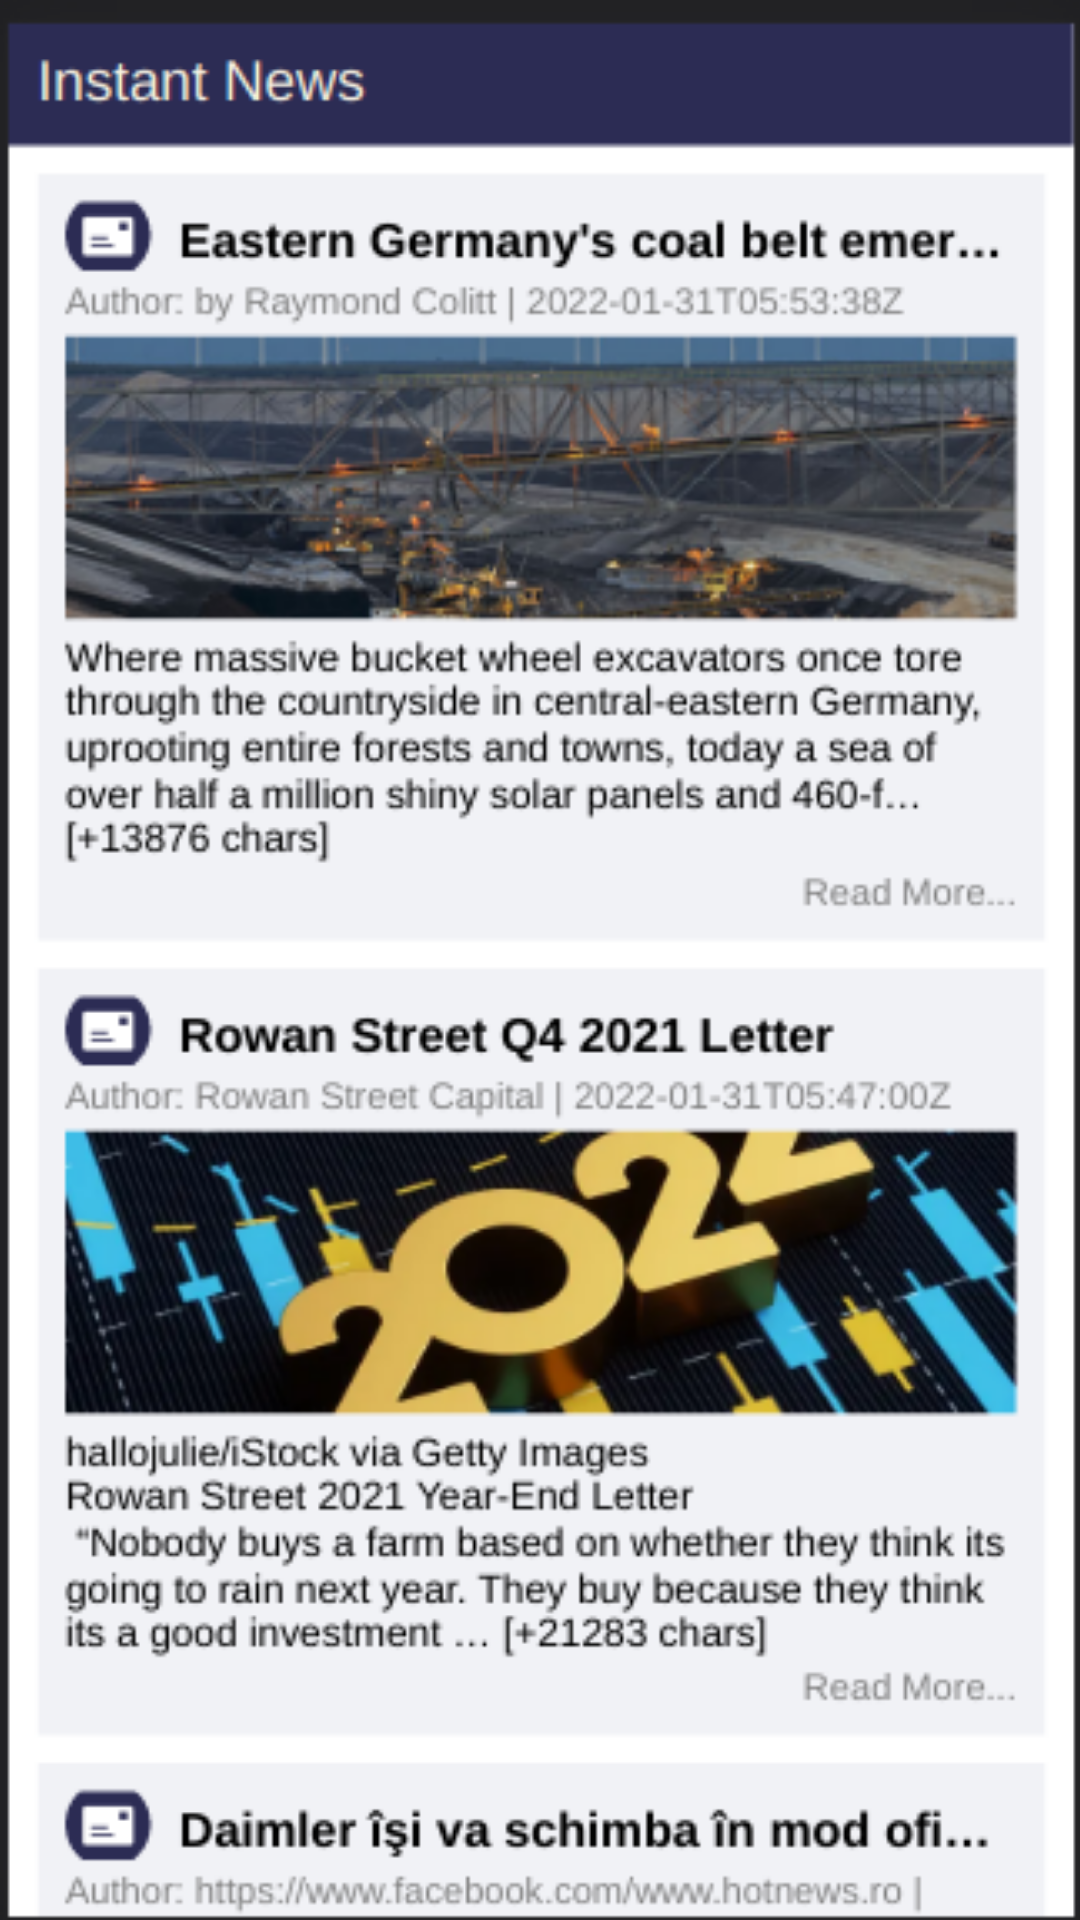 Instant News
Eastern Germany's coal belt emer...
Author: by Raymond Colitt | 2022-01-31T05:53:38Z
Where massive bucket wheel excavators once tore
through the countryside in central-eastern Germany,
uprooting entire forests and towns, today a sea of
over half a million shiny solar panels and 460-f…
[+13876 chars]
Read More...
Rowan Street Q4 2021 Letter
Author: Rowan Street Capital | 2022-01-31T05:47:00Z
2022
hallojulie/iStock via Getty Images
Rowan Street 2021 Year-End Letter
“Nobody buys a farm based on whether they think its
going to rain next year. They buy because they think
its a good investment … [+21283 chars]
Read More...
Daimler îşi va schimba în mod ofi...
Author: https://www.facebook.com/www.hotnews.ro |